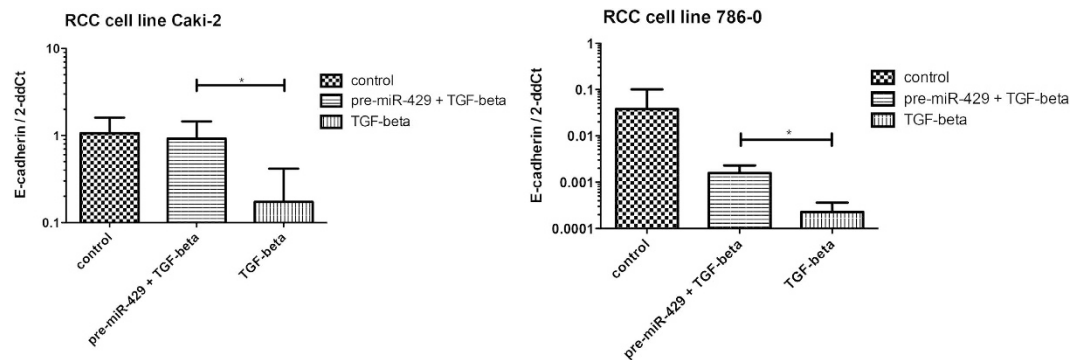 RCC cell line Caki-2
E-cadherin / 2-ddCt
10
1
0.1
control
pre-miR-429 + TGF-beta
TGF-beta
*
control
pre-miR-429 + TGF-beta
TGF-beta
RCC cell line 786-0
E-cadherin / 2-ddCt
1
0.1
0.01
0.001
0.0001
control
pre-miR-429 + TGF-beta
TGF-beta
*
control
pre-miR-429 + TGF-beta
TGF-beta